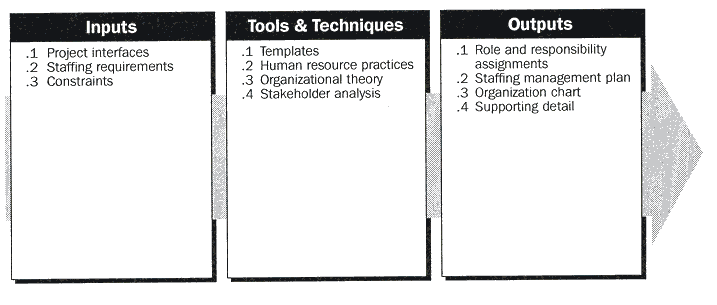 Inputs
.1 Project interfaces
.2 Staffing requirements
.3 Constraints
Tools & Techniques
.1 Templates
.2 Human resource practices
.3 Organizational theory
.4 Stakeholder analysis
Outputs
.1 Role and responsibility
assignments
.2 Staffing management plan
.3 Organization chart
.4 Supporting detail